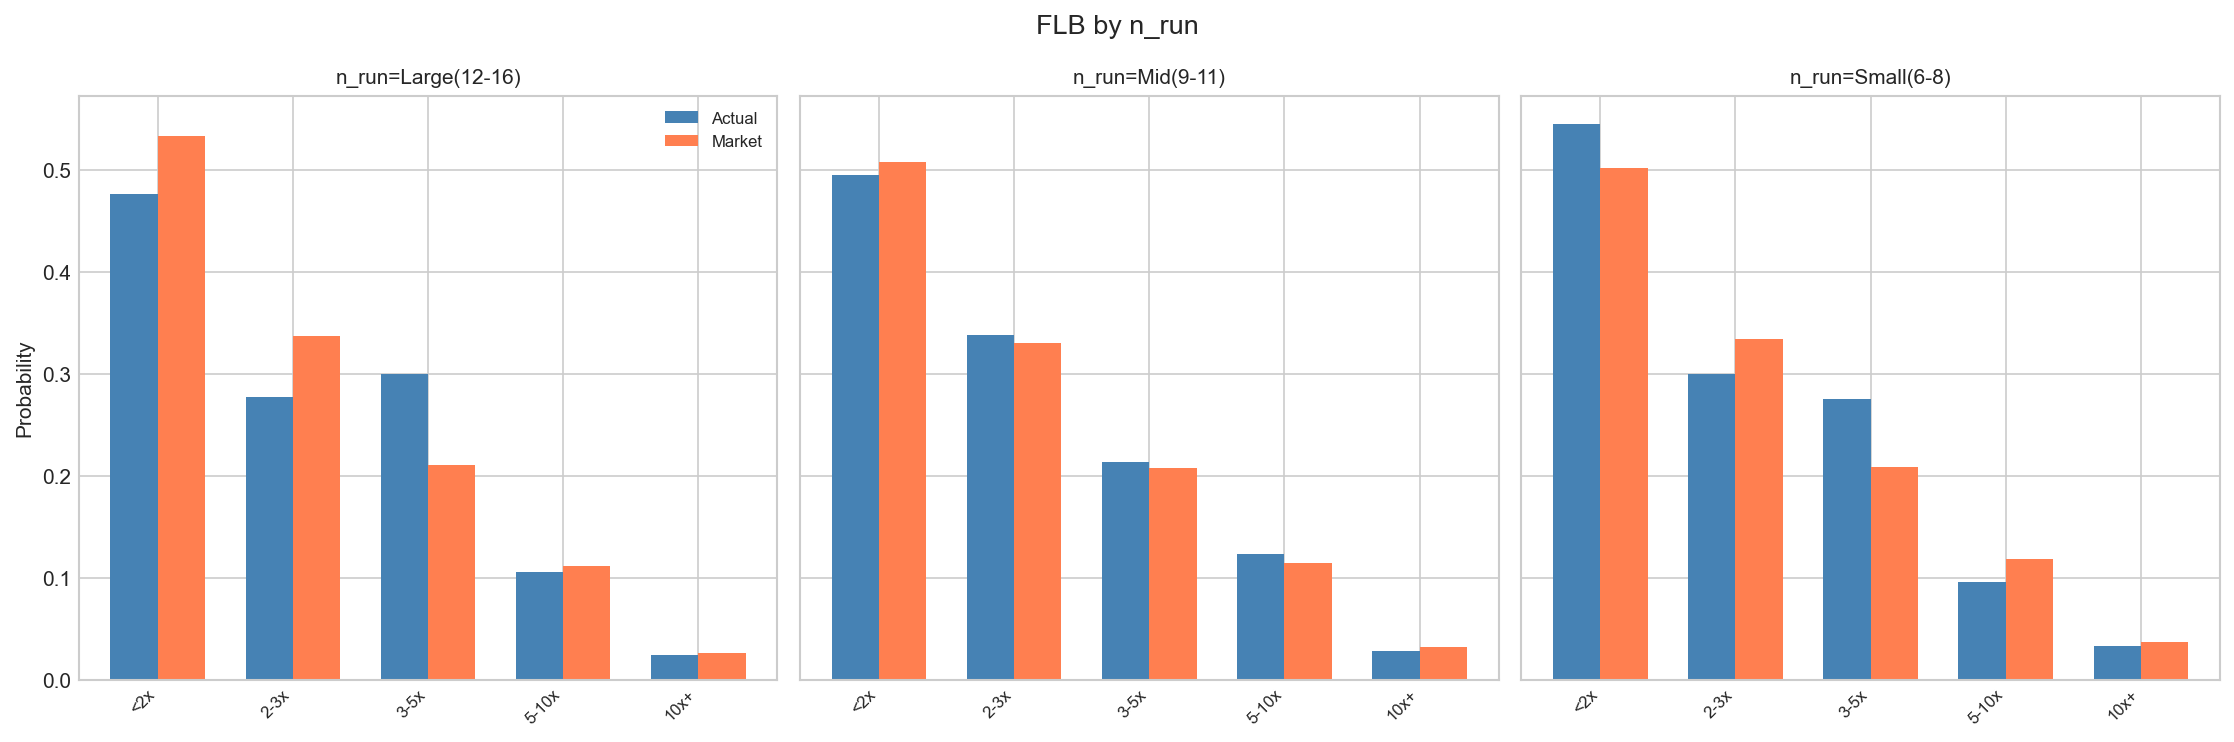 FLB by n_run
n_run=Large(12-16)
n_run=Mid(9-11)
n_run=Small(6-8)
Actual
Market
Probability
0.5
0.4
0.3
0.2
0.1
0.0
<2x
2-3x
3-5x
5-10x
10x+
<2x
2-3x
3-5x
5-10x
10x+
<2x
2-3x
3-5x
5-10x
10x+